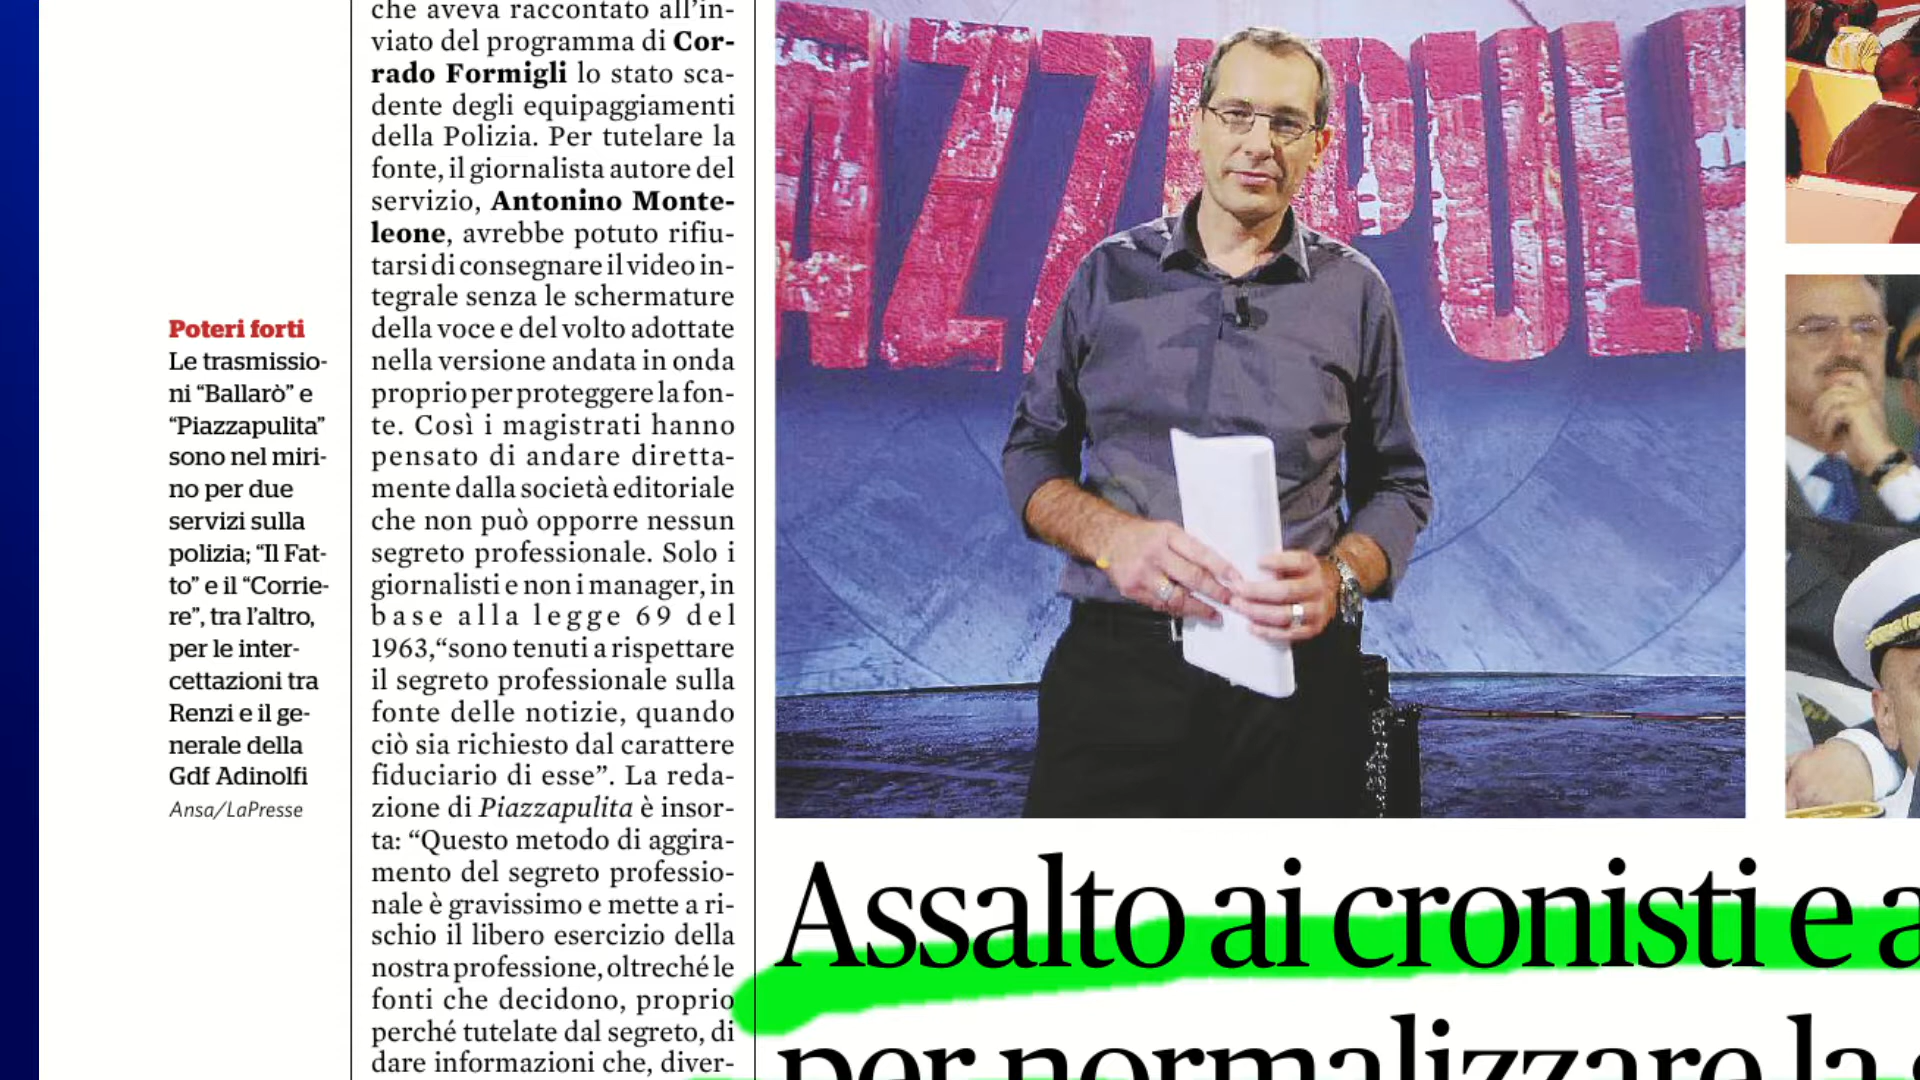 Poteri forti
Le trasmissio-
ni “Ballarò” e
“Piazzapulita”
sono nel miri-
no per due
servizi sulla
polizia; “Il Fat-
to” e il “Corrie-
re”, tra l’altro,
per le inter-
cettazioni tra
Renzi e il ge-
nerale della
Gdf Adinolfi
Ansa/LaPresse
che aveva raccontato all’in-
viato del programma di Cor-
rado Formigli lo stato sca-
dente degli equipaggiamenti
della Polizia. Per tutelare la
fonte, il giornalista autore del
servizio, Antonino Monte-
leone, avrebbe potuto rifiu-
tarsi di consegnare il video in-
tegrale senza le schermature
della voce e del volto adottate
nella versione andata in onda
proprio per proteggere la fon-
te. Così i magistrati hanno
pensato di andare diretta-
mente dalla società editoriale
che non può opporre nessun
segreto professionale. Solo i
giornalisti e non i manager, in
base alla legge 69 del
1963,“sono tenuti a rispettare
il segreto professionale sulla
fonte delle notizie, quando
ciò sia richiesto dal carattere
fiduciario di esse”. La reda-
zione di Piazzapulita è insor-
ta: “Questo metodo di aggira-
mento del segreto professio-
nale è gravissimo e mette a ri-
schio il libero esercizio della
nostra professione, oltreché le
fonti che decidono, proprio
perché tutelate dal segreto, di
dare informazioni che, diver-
AZZAPULI
Assalto ai cronisti e a
per normalizzare la